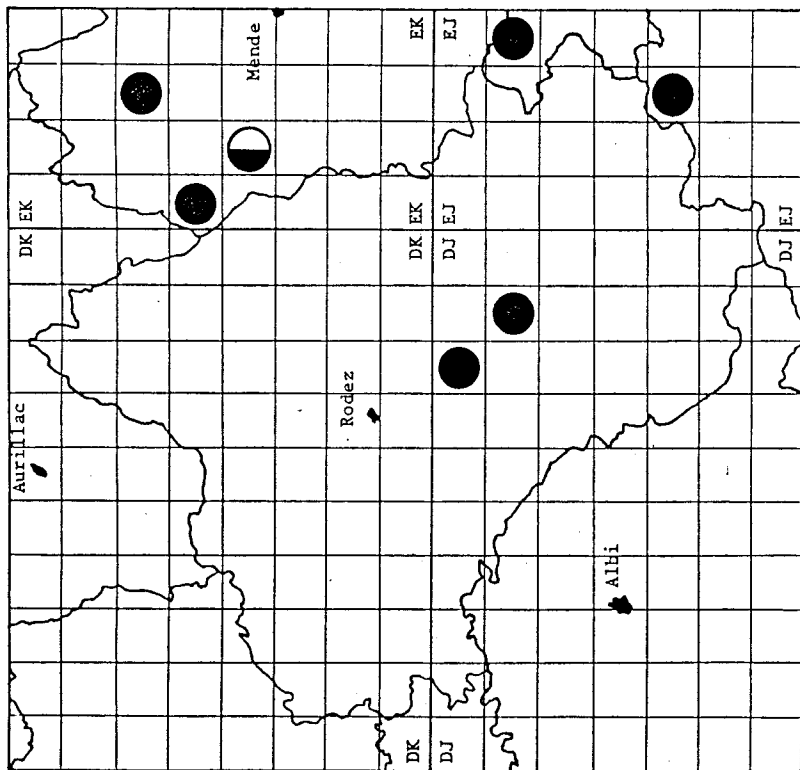 Aurillac
DK EK
Mende
Rodez
DK
DK EK
EK
DJ
DJ EJ
EJ
Albi
DJ EJ